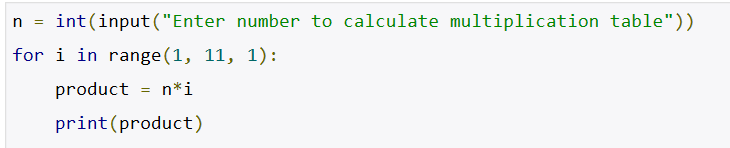 n = int(input("Enter number to calculate multiplication table"))
for i in range(1, 11, 1):
    product = n*i
    print(product)